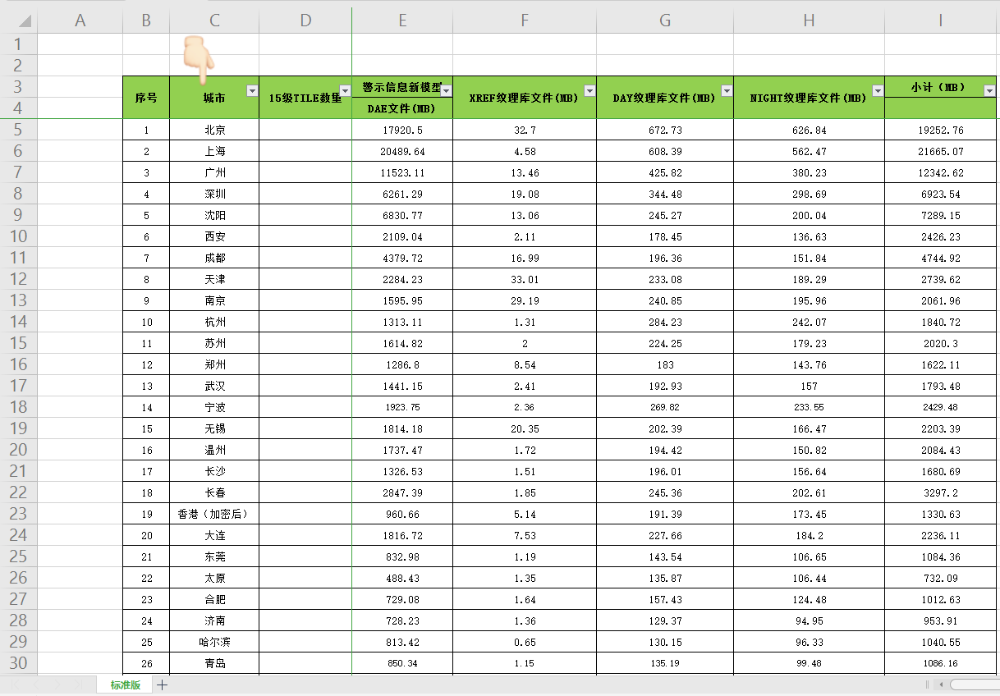 A B C D E F G H I
1
2
3 序号 城市 15级TILE数量 警示信息新模型 XREF纹理库文件(MB) DAY纹理库文件(MB) NIGHT纹理库文件(MB) 小计（MB）
4 DAE文件(MB)
5 1 北京 17920.5 32.7 672.73 626.84 19252.76
6 2 上海 20489.64 4.58 608.39 562.47 21665.07
7 3 广州 11523.11 13.46 425.82 380.23 12342.62
8 4 深圳 6261.29 19.08 344.48 298.69 6923.54
9 5 沈阳 6830.77 13.06 245.27 200.04 7289.15
10 6 西安 2109.04 2.11 178.45 136.63 2426.23
11 7 成都 4379.72 16.99 196.36 151.84 4744.92
12 8 天津 2284.23 33.01 233.08 189.29 2739.62
13 9 南京 1595.95 29.19 240.85 195.96 2061.96
14 10 杭州 1313.11 1.31 284.23 242.07 1840.72
15 11 苏州 1614.82 2 224.25 179.23 2020.3
16 12 郑州 1286.8 8.54 183 143.76 1622.11
17 13 武汉 1441.15 2.41 192.93 157 1793.48
18 14 宁波 1923.75 2.36 269.82 233.55 2429.48
19 15 无锡 1814.18 20.35 202.39 166.47 2203.39
20 16 温州 1737.47 1.72 194.42 150.82 2084.43
21 17 长沙 1326.53 1.51 196.01 156.64 1680.69
22 18 长春 2847.39 1.85 245.36 202.61 3297.2
23 19 香港（加密后） 960.66 5.14 191.39 173.45 1330.63
24 20 大连 1816.72 7.53 227.66 184.2 2236.11
25 21 东莞 832.98 1.19 143.54 106.65 1084.36
26 22 太原 488.43 1.35 135.87 106.44 732.09
27 23 合肥 729.08 1.64 157.43 124.48 1012.63
28 24 济南 728.23 1.36 129.37 94.95 953.91
29 25 哈尔滨 813.42 0.65 130.15 96.33 1040.55
30 26 青岛 850.34 1.15 135.19 99.48 1086.16
标准版